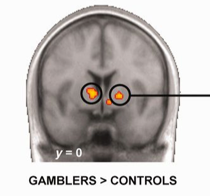 y = 0
GAMBLERS > CONTROLS